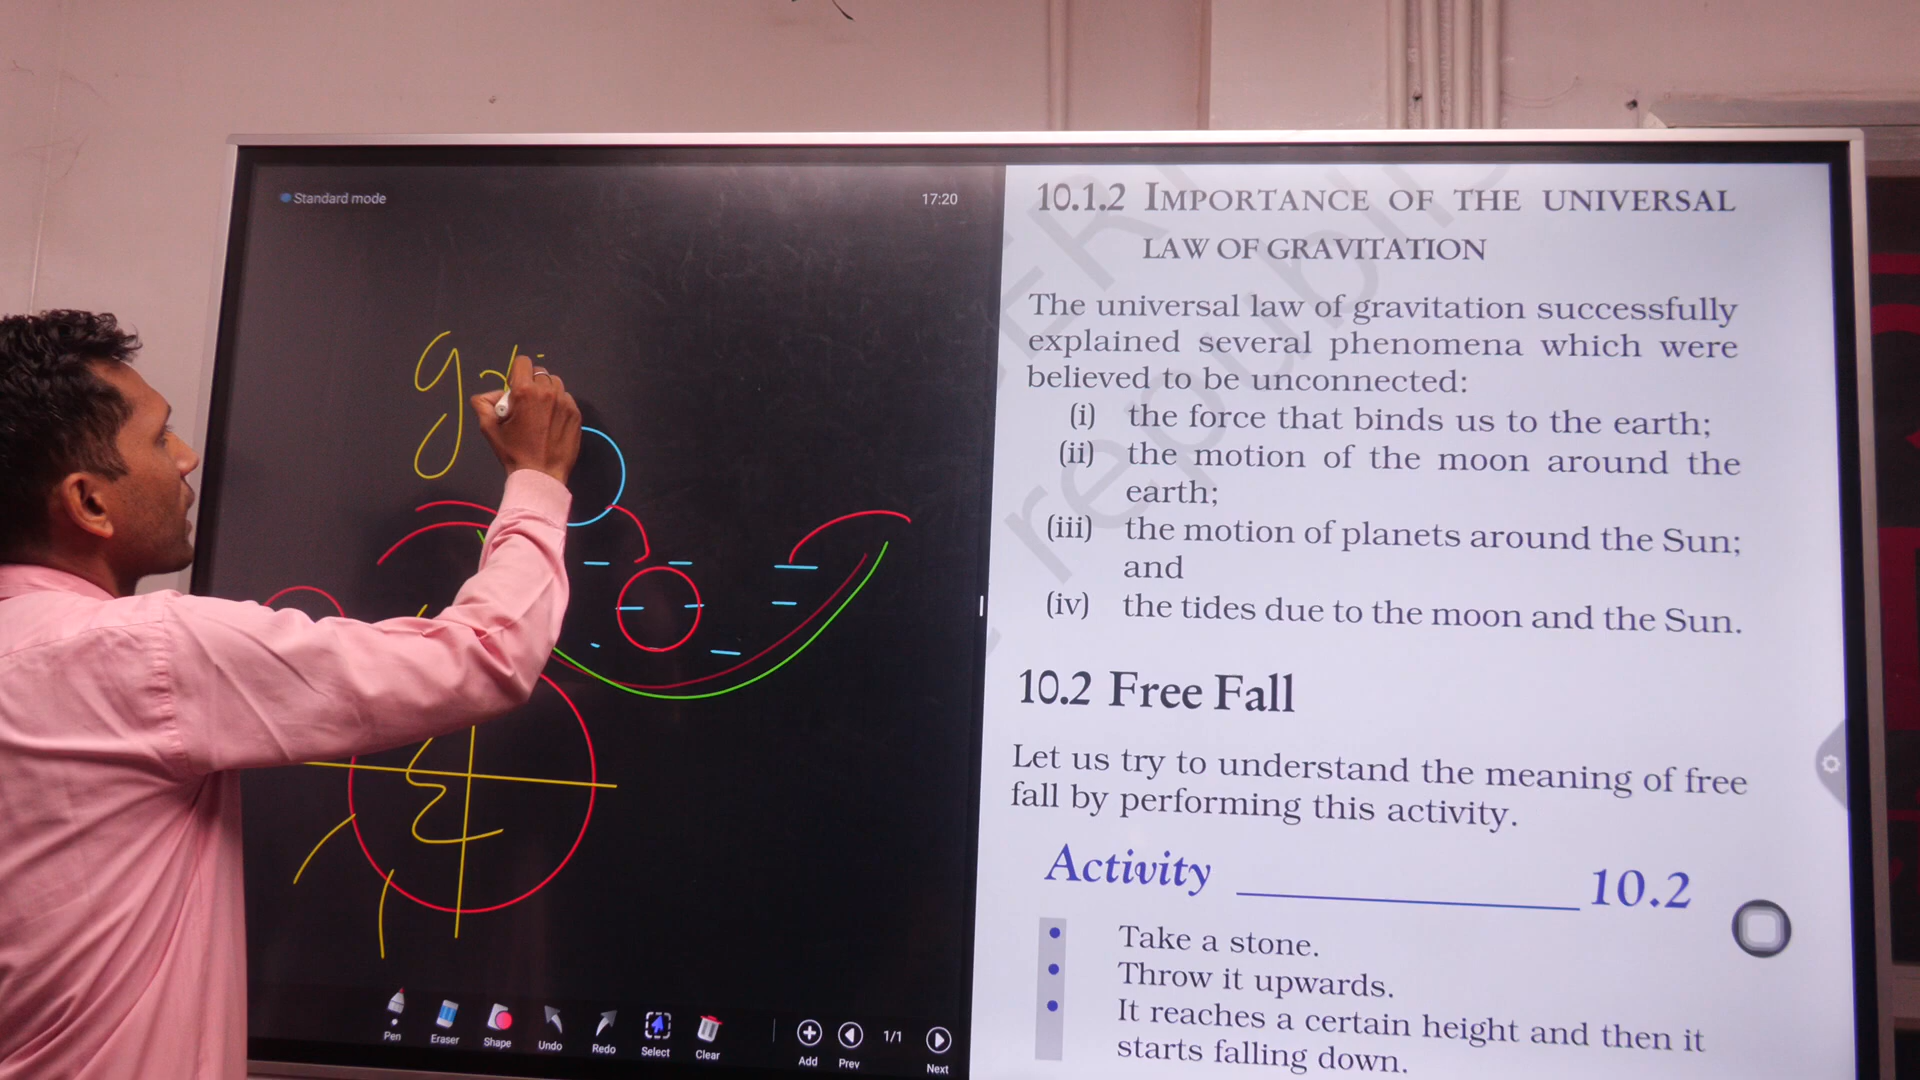 Standard mode
17:20
g
Pen
Eraser
Shape
Undo
Redo
Select
Clear
Add
Prev
1/1
Next
10.1.2 IMPORTANCE OF THE UNIVERSAL
LAW OF GRAVITATION
The universal law of gravitation successfully
explained several phenomena which were
believed to be unconnected:
(i) the force that binds us to the earth;
(ii) the motion of the moon around the
earth;
(iii) the motion of planets around the Sun;
and
(iv) the tides due to the moon and the Sun.
10.2 Free Fall
Let us try to understand the meaning of free
fall by performing this activity.
Activity 10.2
• Take a stone.
• Throw it upwards.
• It reaches a certain height and then it
starts falling down.